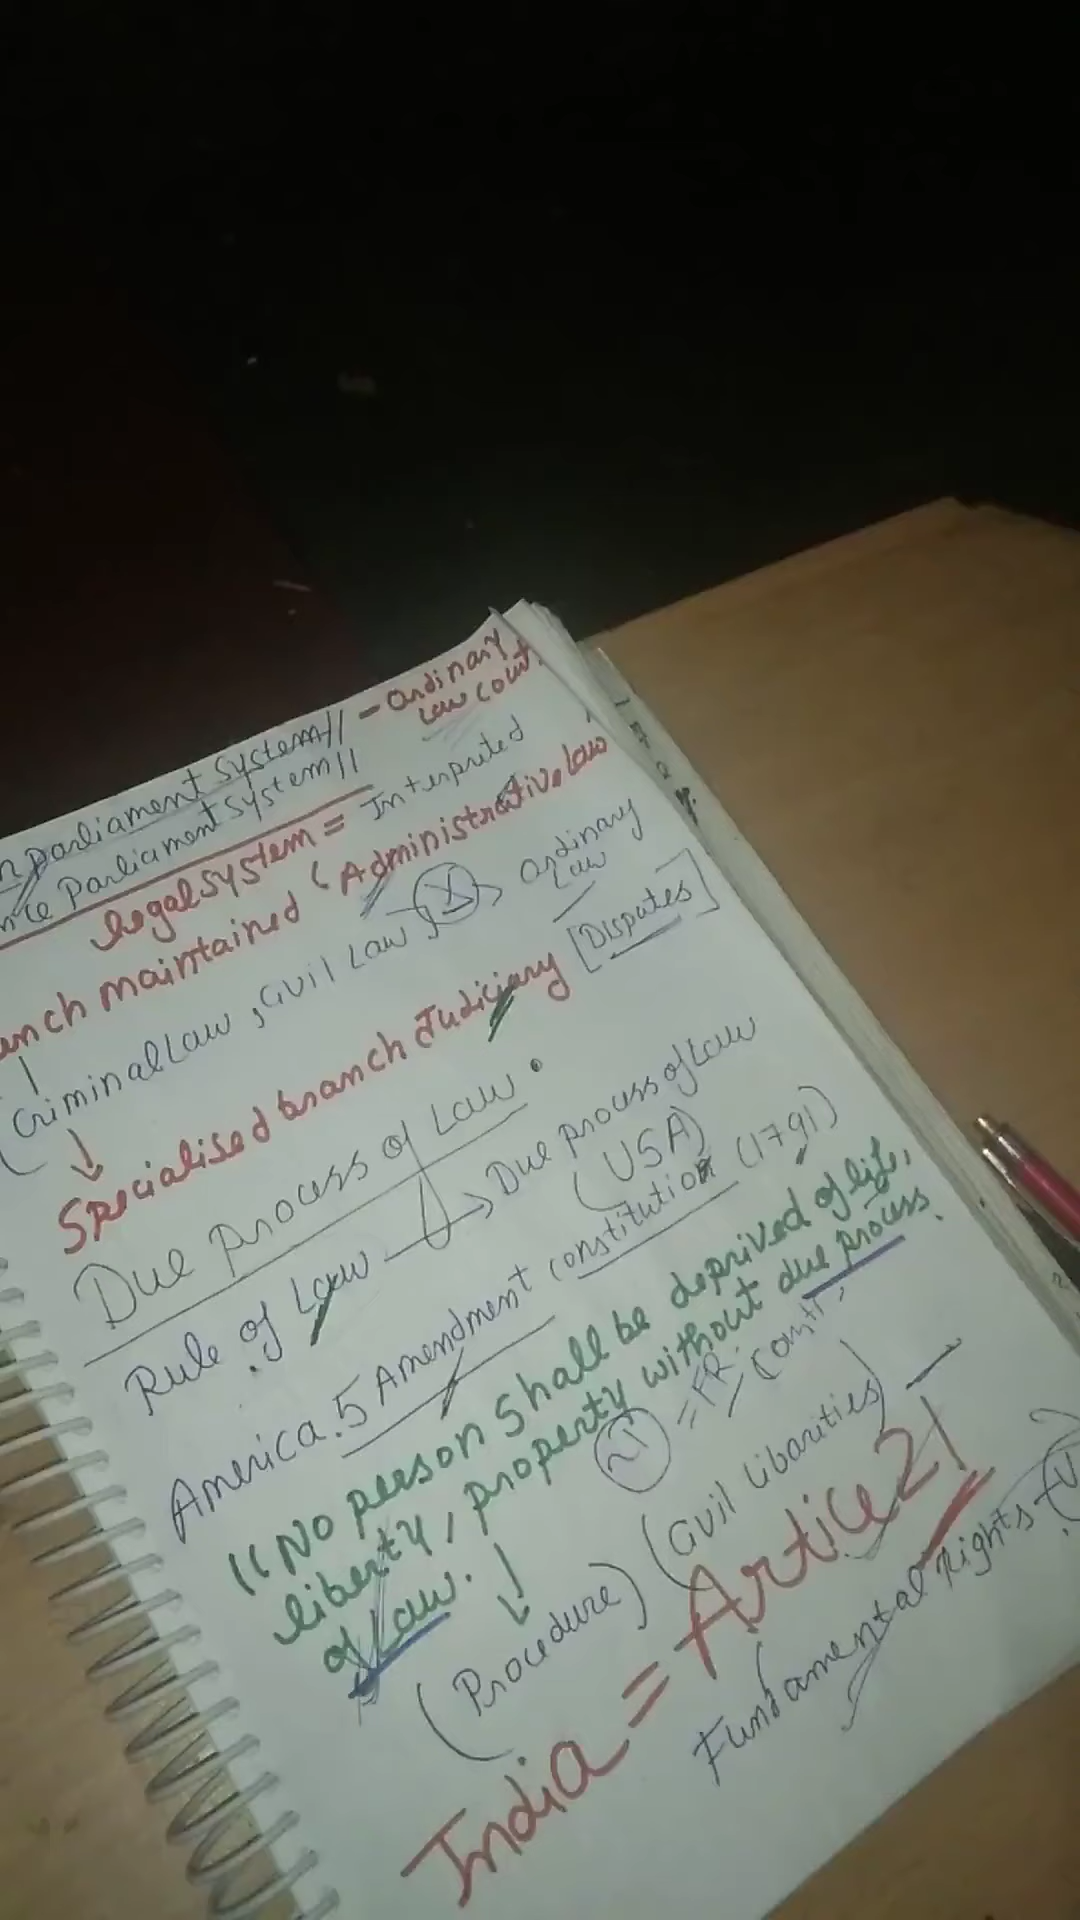 Parliament System// - Ordinary law Court.
Parliament System//
legal system = Interpreted
maintained (Administrative law
(Criminal law, Civil law, X Ordinary Law
Specialised branch Judiciary [Disputes]
Due Process of Law.
Rule of Law → Due process of Law
(USA)
America. 5 Amendment constitution (1791)
"No person Shall be deprived of life,
liberty, property without due process
of Law.
21 = FR.
(Procedure) (Civil libarities)
India = Artice 21
Fundamental Rights